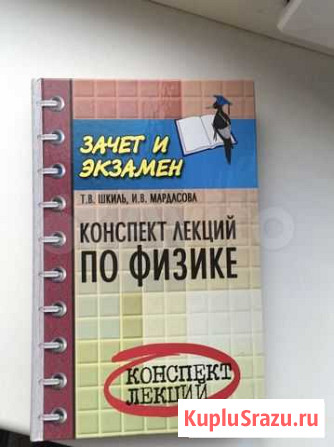 ЗАЧЕТ И
ЭКЗАМЕН
Т.В. ШКИЛЬ, И.В. МАРДАСОВА
КОНСПЕКТ ЛЕКЦИЙ
ПО ФИЗИКЕ
КОНСПЕКТ
ЛЕКЦИЙ
KupluSrazu.ru